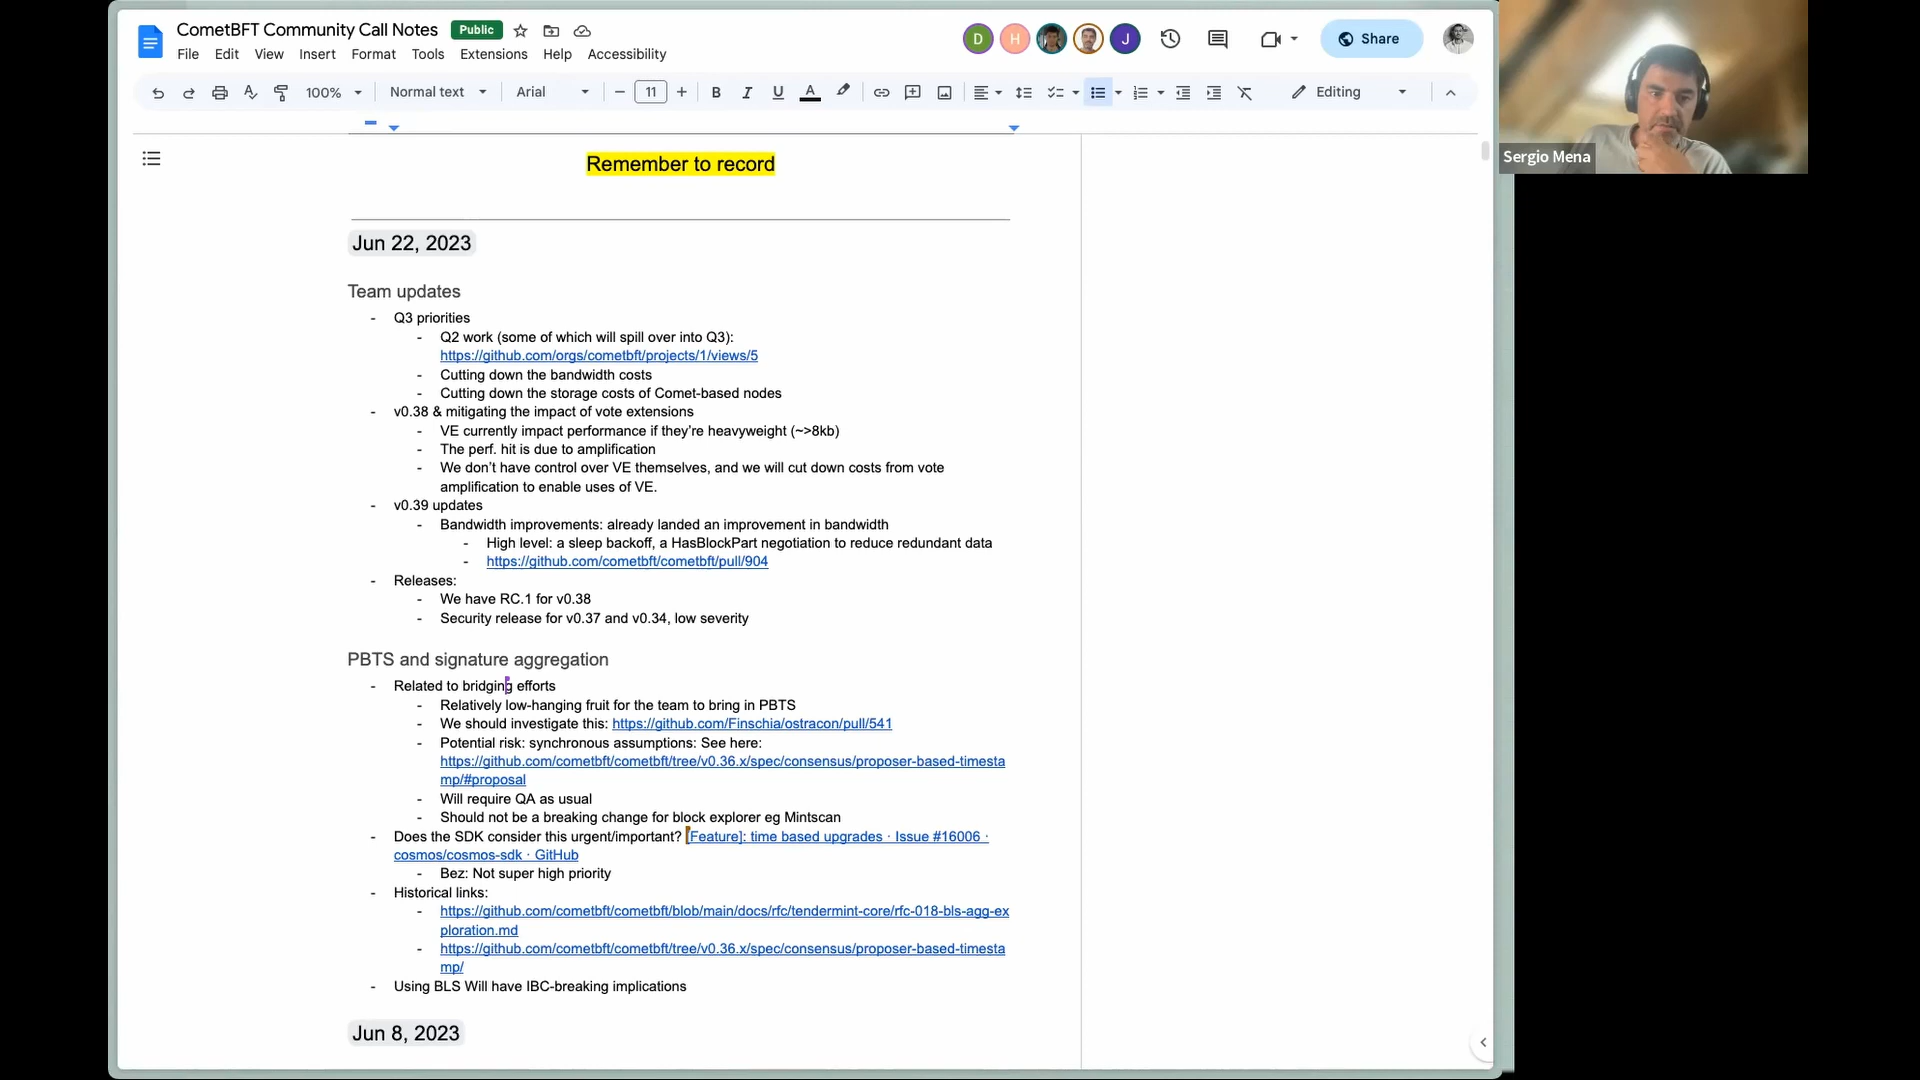 CometBFT Community Call Notes
Public
File Edit View Insert Format Tools Extensions Help Accessibility
D
H
J
Share
100%
Normal text
Arial
11
B I U A
Editing
Remember to record
Jun 22, 2023
Team updates
- Q3 priorities
- Q2 work (some of which will spill over into Q3):
https://github.com/orgs/cometbft/projects/1/views/5
- Cutting down the bandwidth costs
- Cutting down the storage costs of Comet-based nodes
- v0.38 & mitigating the impact of vote extensions
- VE currently impact performance if they're heavyweight (~>8kb)
- The perf. hit is due to amplification
- We don't have control over VE themselves, and we will cut down costs from vote
amplification to enable uses of VE.
- v0.39 updates
- Bandwidth improvements: already landed an improvement in bandwidth
- High level: a sleep backoff, a HasBlockPart negotiation to reduce redundant data
- https://github.com/cometbft/cometbft/pull/904
- Releases:
- We have RC.1 for v0.38
- Security release for v0.37 and v0.34, low severity
PBTS and signature aggregation
- Related to bridging efforts
- Relatively low-hanging fruit for the team to bring in PBTS
- We should investigate this: https://github.com/Finschia/ostracon/pull/541
- Potential risk: synchronous assumptions: See here:
https://github.com/cometbft/cometbft/tree/v0.36.x/spec/consensus/proposer-based-timesta
mp/#proposal
- Will require QA as usual
- Should not be a breaking change for block explorer eg Mintscan
- Does the SDK consider this urgent/important? [Feature]: time based upgrades · Issue #16006 ·
cosmos/cosmos-sdk · GitHub
- Bez: Not super high priority
- Historical links:
- https://github.com/cometbft/cometbft/blob/main/docs/rfc/tendermint-core/rfc-018-bls-agg-ex
ploration.md
- https://github.com/cometbft/cometbft/tree/v0.36.x/spec/consensus/proposer-based-timesta
mp/
- Using BLS Will have IBC-breaking implications
Jun 8, 2023
Sergio Mena